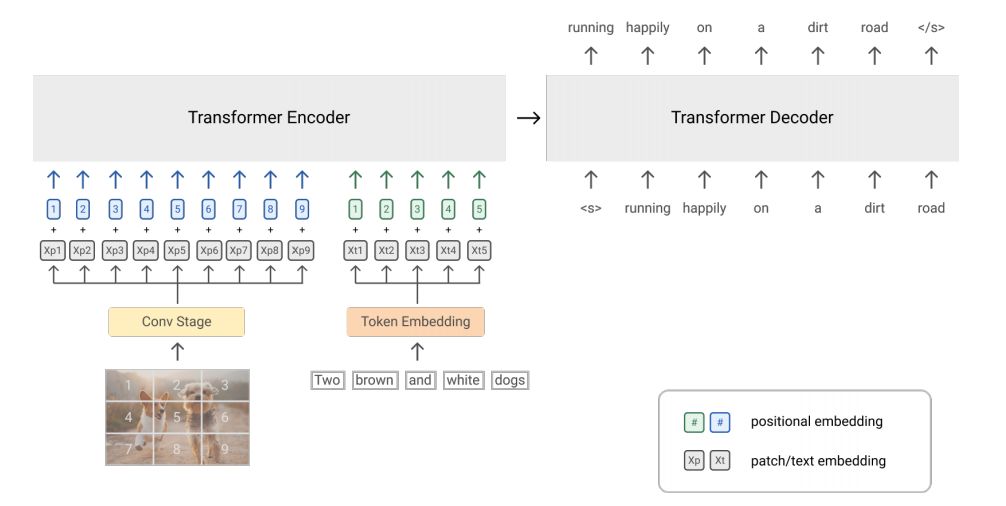 running happily on a dirt road </s>
Transformer Encoder
Transformer Decoder
1 2 3 4 5 6 7 8 9
1 2 3 4 5
<s> running happily on a dirt road
+ + + + + + + + +
+ + + + +
Xp1 Xp2 Xp3 Xp4 Xp5 Xp6 Xp7 Xp8 Xp9
Xt1 Xt2 Xt3 Xt4 Xt5
Conv Stage
Token Embedding
1 2 3
4 5 6
7 8 9
Two brown and white dogs
# # positional embedding
Xp Xt patch/text embedding